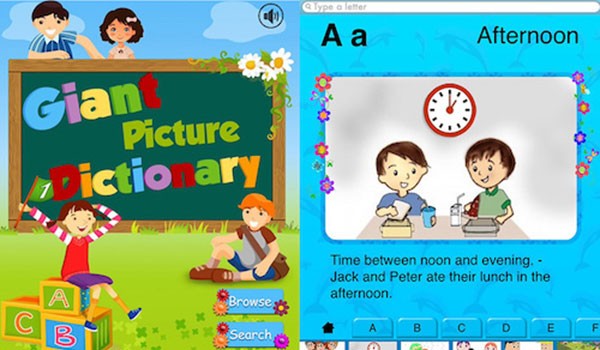 Giant
Picture
Dictionary
1
A
C B
Browse
Search
Type a letter
A a
Afternoon
Time between noon and evening. -
Jack and Peter ate their lunch in the
afternoon.
A B C D E F